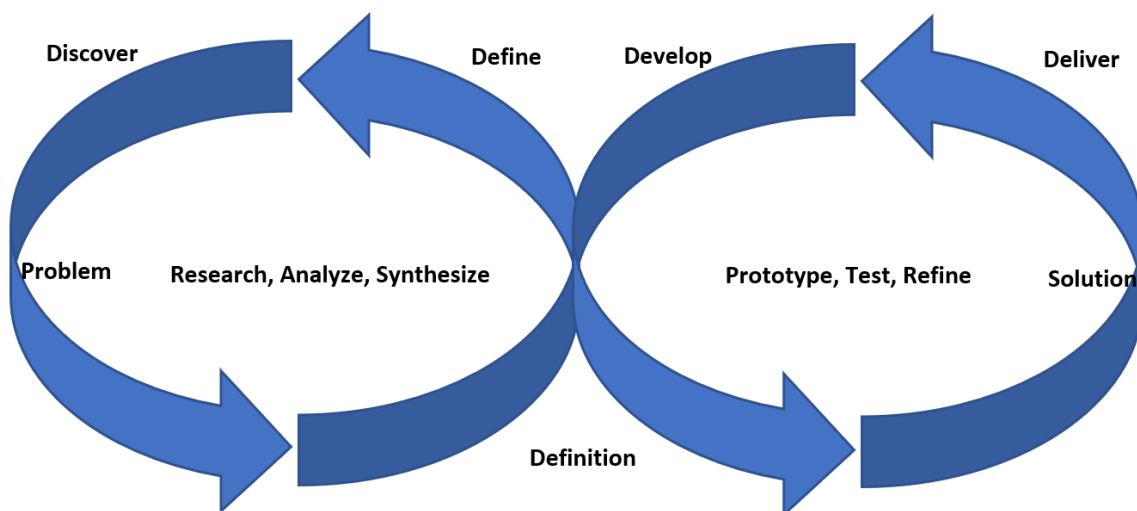 Discover
Define
Develop
Deliver
Problem
Research, Analyze, Synthesize
Prototype, Test, Refine
Solution
Definition